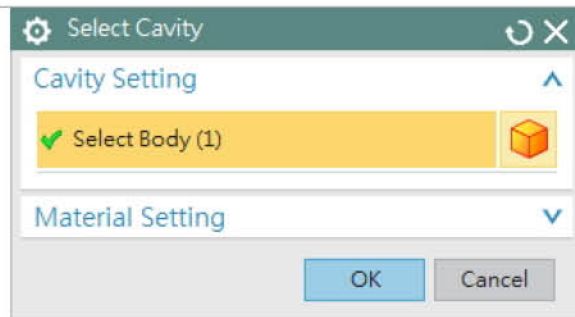 Select Cavity
Cavity Setting
Select Body (1)
Material Setting
OK Cancel